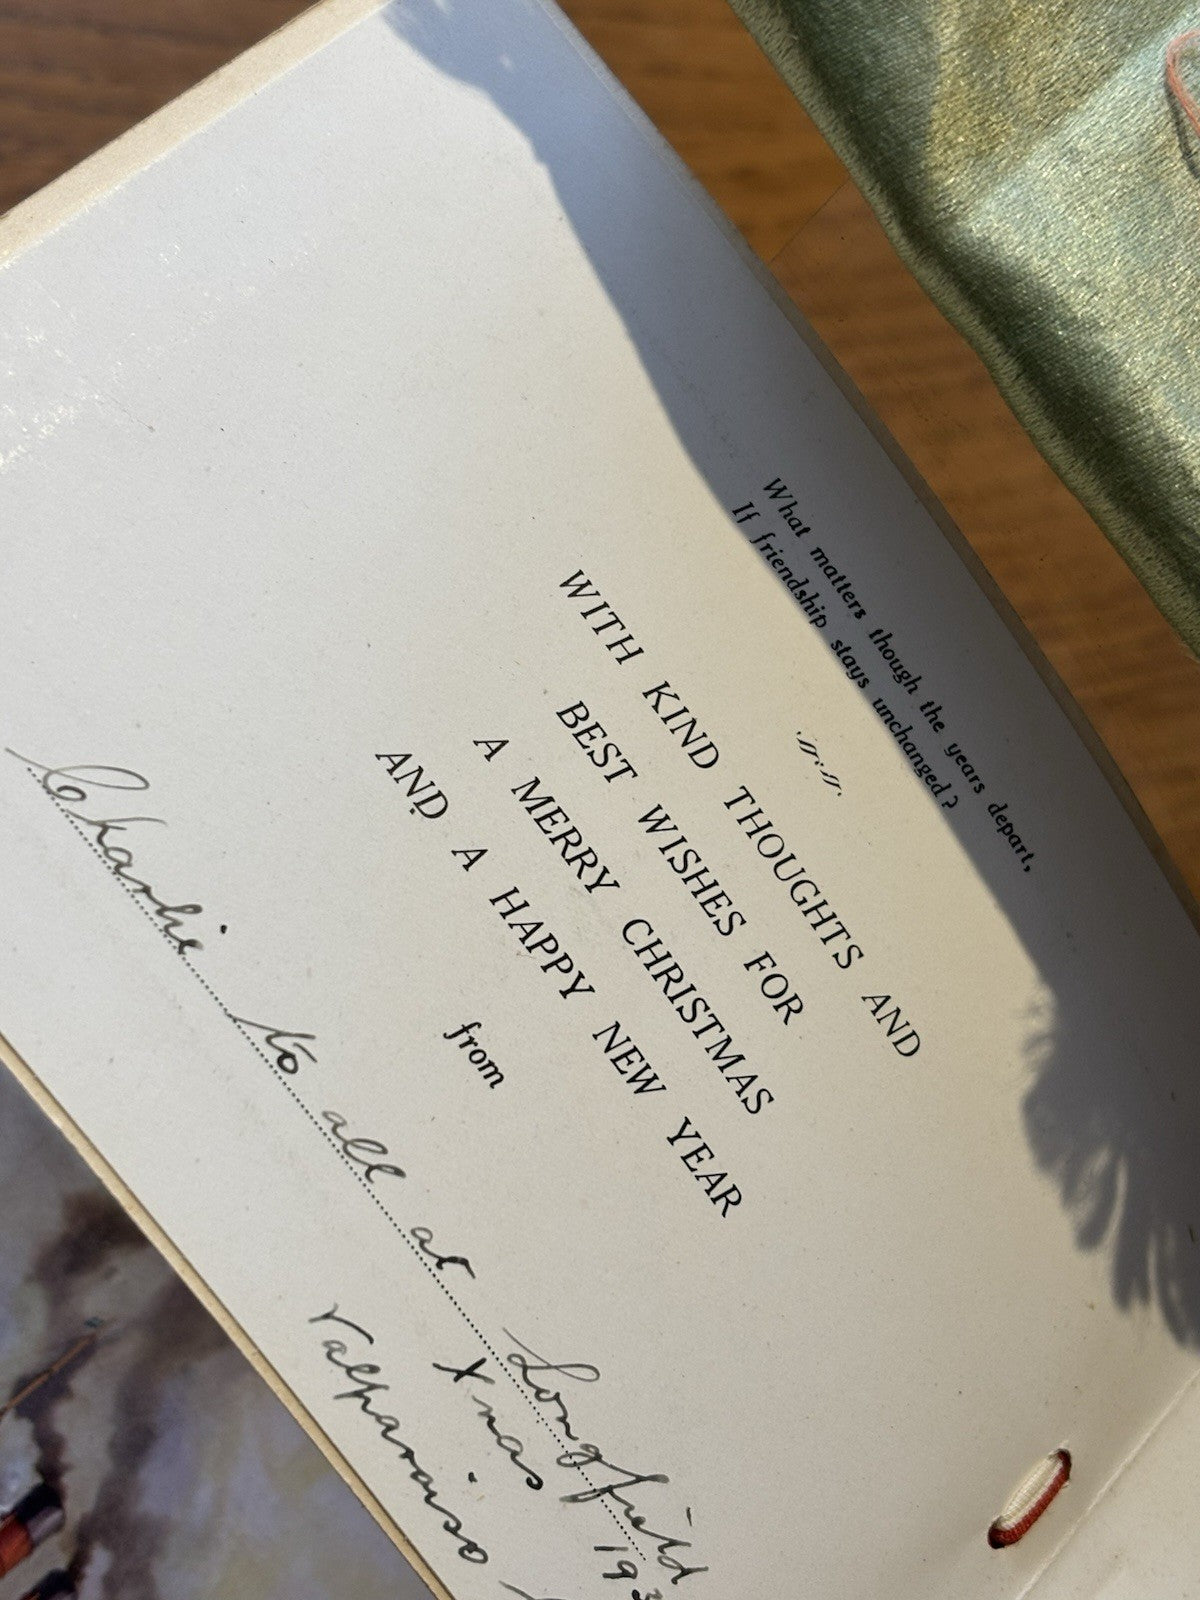 What matters though the years depart,
If friendship stays unchanged?
WITH KIND THOUGHTS AND
BEST WISHES FOR
A MERRY CHRISTMAS
AND A HAPPY NEW YEAR
from
Charlie to all at Longfield
Xmas 193
Valparaiso